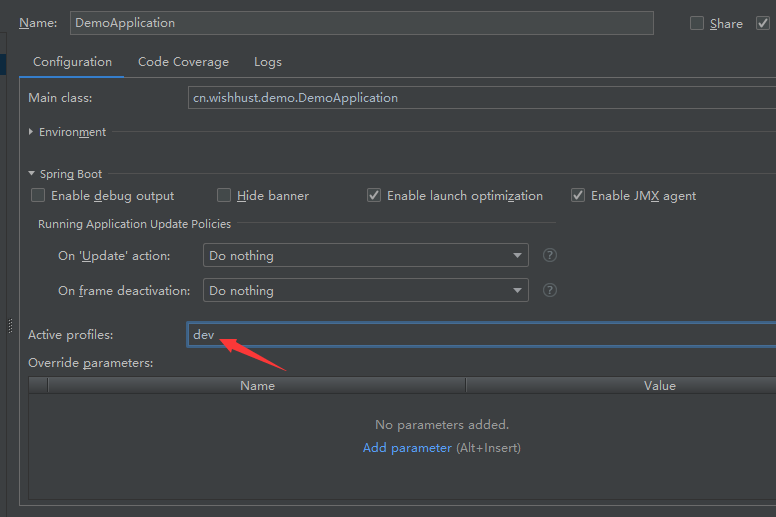 Name: DemoApplication Share
Configuration Code Coverage Logs
Main class: cn.wishhust.demo.DemoApplication
Environment
Spring Boot
Enable debug output Hide banner Enable launch optimization Enable JMX agent
Running Application Update Policies
On 'Update' action: Do nothing ?
On frame deactivation: Do nothing ?
Active profiles: dev
Override parameters:
Name Value
No parameters added.
Add parameter (Alt+Insert)